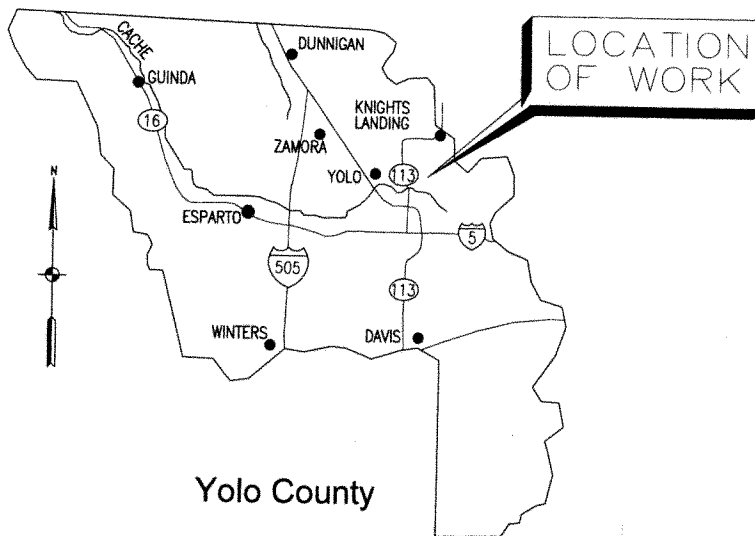 LOCATION
OF WORK
CACHE
DUNNIGAN
GUINDA
KNIGHTS
LANDING
16
ZAMORA
YOLO
113
N
ESPARTO
5
505
113
WINTERS
DAVIS
Yolo County